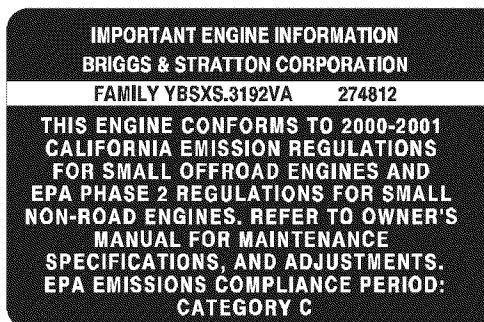 IMPORTANT ENGINE INFORMATION
BRIGGS & STRATTON CORPORATION
FAMILY YBSXS.3192VA 274812
THIS ENGINE CONFORMS TO 2000-2001
CALIFORNIA EMISSION REGULATIONS
FOR SMALL OFFROAD ENGINES AND
EPA PHASE 2 REGULATIONS FOR SMALL
NON-ROAD ENGINES. REFER TO OWNER'S
MANUAL FOR MAINTENANCE
SPECIFICATIONS, AND ADJUSTMENTS.
EPA EMISSIONS COMPLIANCE PERIOD:
CATEGORY C